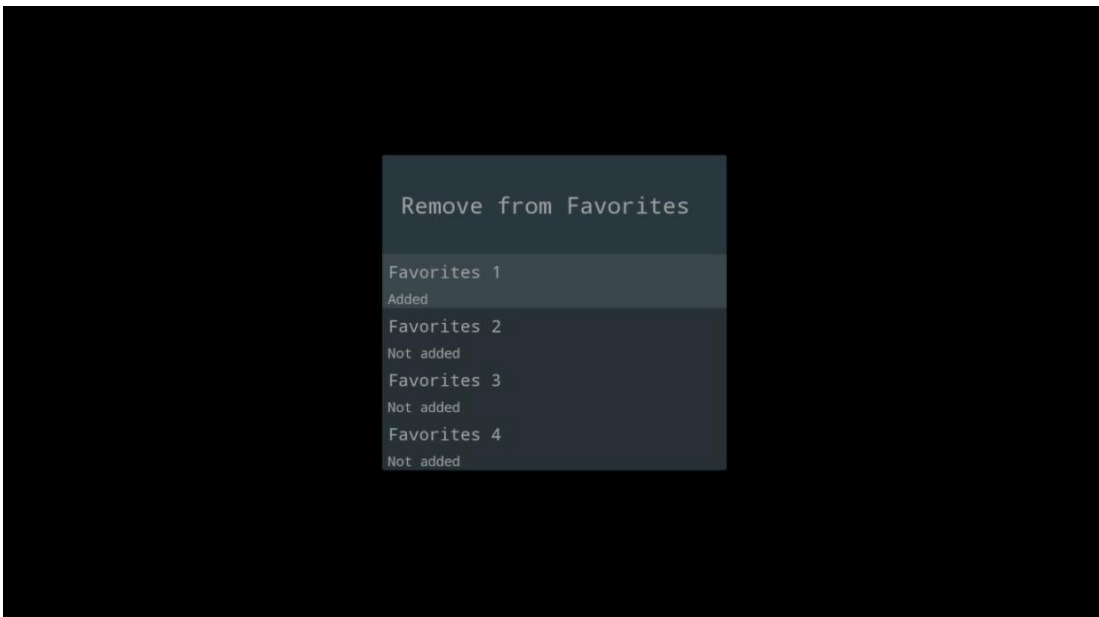 Remove from Favorites
Favorites 1
Added
Favorites 2
Not added
Favorites 3
Not added
Favorites 4
Not added